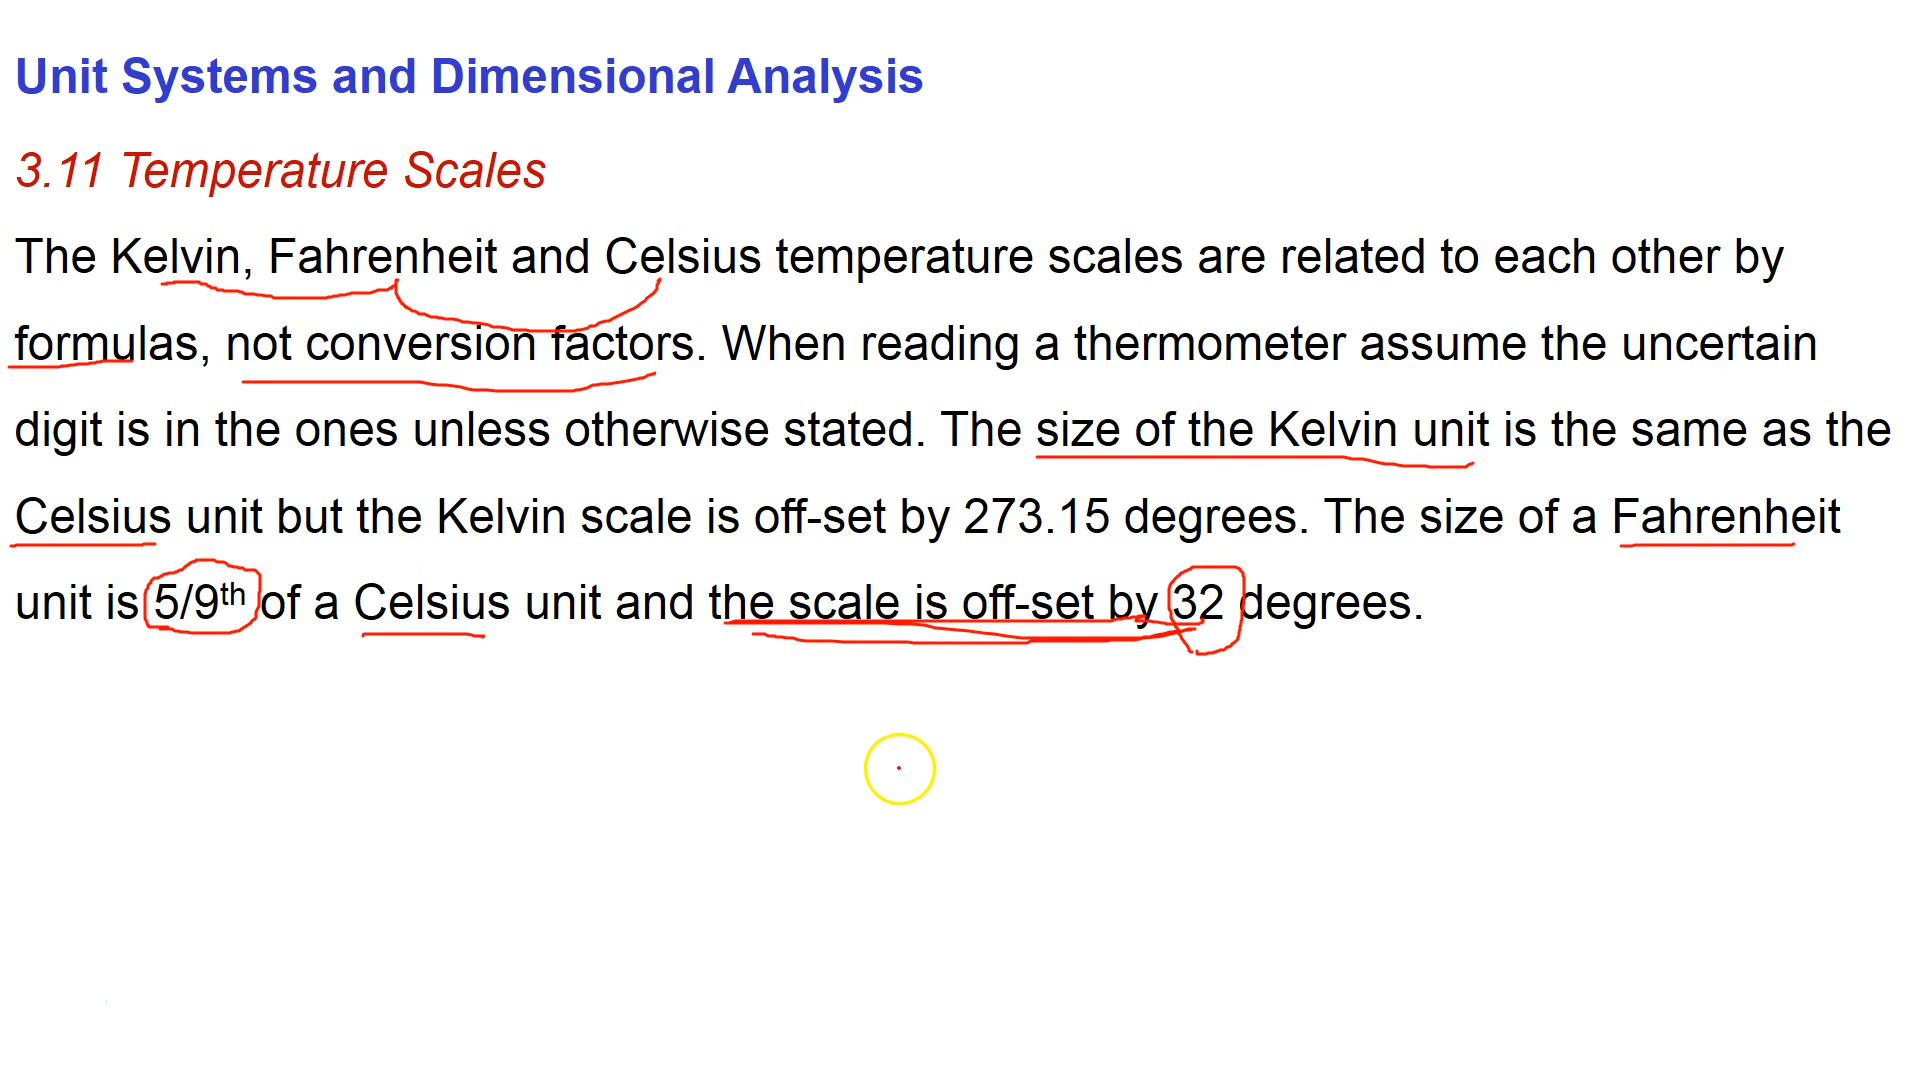 Unit Systems and Dimensional Analysis
3.11 Temperature Scales
The Kelvin, Fahrenheit and Celsius temperature scales are related to each other by
formulas, not conversion factors. When reading a thermometer assume the uncertain
digit is in the ones unless otherwise stated. The size of the Kelvin unit is the same as the
Celsius unit but the Kelvin scale is off-set by 273.15 degrees. The size of a Fahrenheit
unit is 5/9th of a Celsius unit and the scale is off-set by 32 degrees.